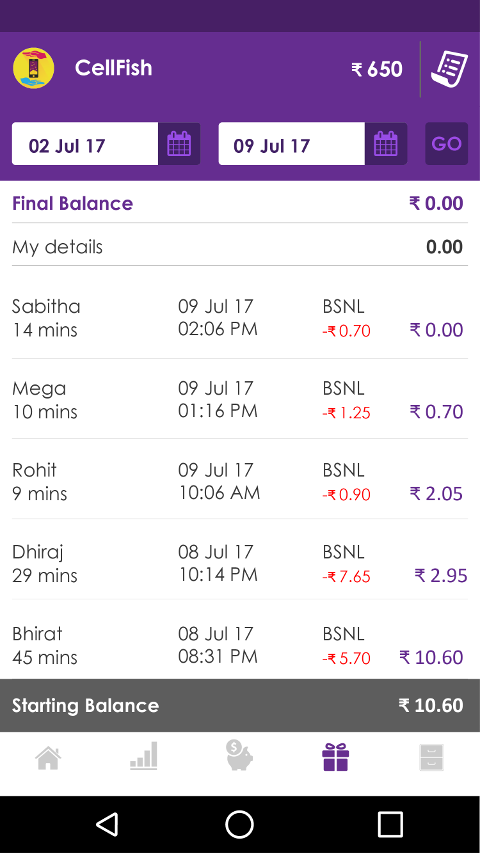 CellFish ₹ 650
02 Jul 17 09 Jul 17 GO
Final Balance ₹ 0.00
My details 0.00
Sabitha 09 Jul 17 BSNL
14 mins 02:06 PM -₹ 0.70 ₹ 0.00
Mega 09 Jul 17 BSNL
10 mins 01:16 PM -₹ 1.25 ₹ 0.70
Rohit 09 Jul 17 BSNL
9 mins 10:06 AM -₹ 0.90 ₹ 2.05
Dhiraj 08 Jul 17 BSNL
29 mins 10:14 PM -₹ 7.65 ₹ 2.95
Bhirat 08 Jul 17 BSNL
45 mins 08:31 PM -₹ 5.70 ₹ 10.60
Starting Balance ₹ 10.60
$